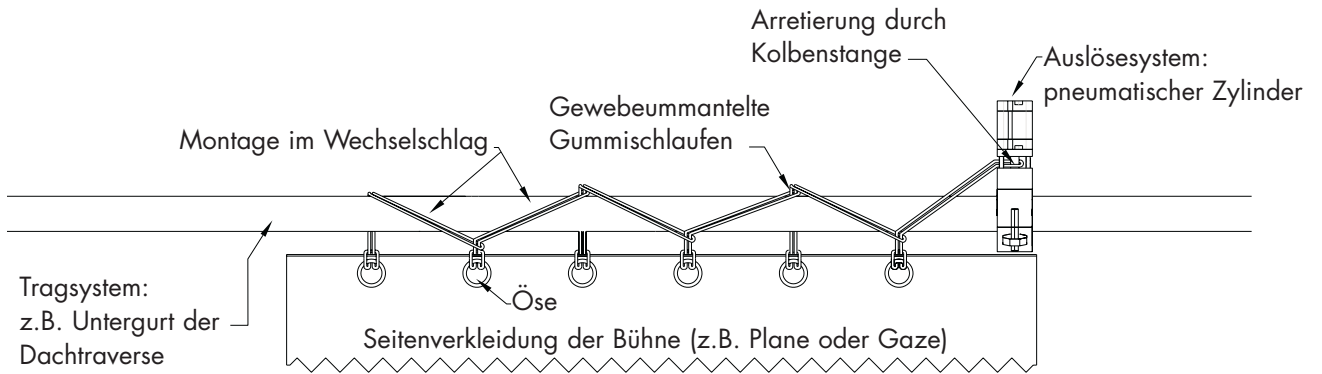 Arretierung durch
Kolbenstange
Auslösesystem:
pneumatischer Zylinder
Gewebeummantelte
Gummischlaufen
Montage im Wechselschlag
Tragsystem:
z.B. Untergurt der
Dachtraverse
Öse
Seitenverkleidung der Bühne (z.B. Plane oder Gaze)